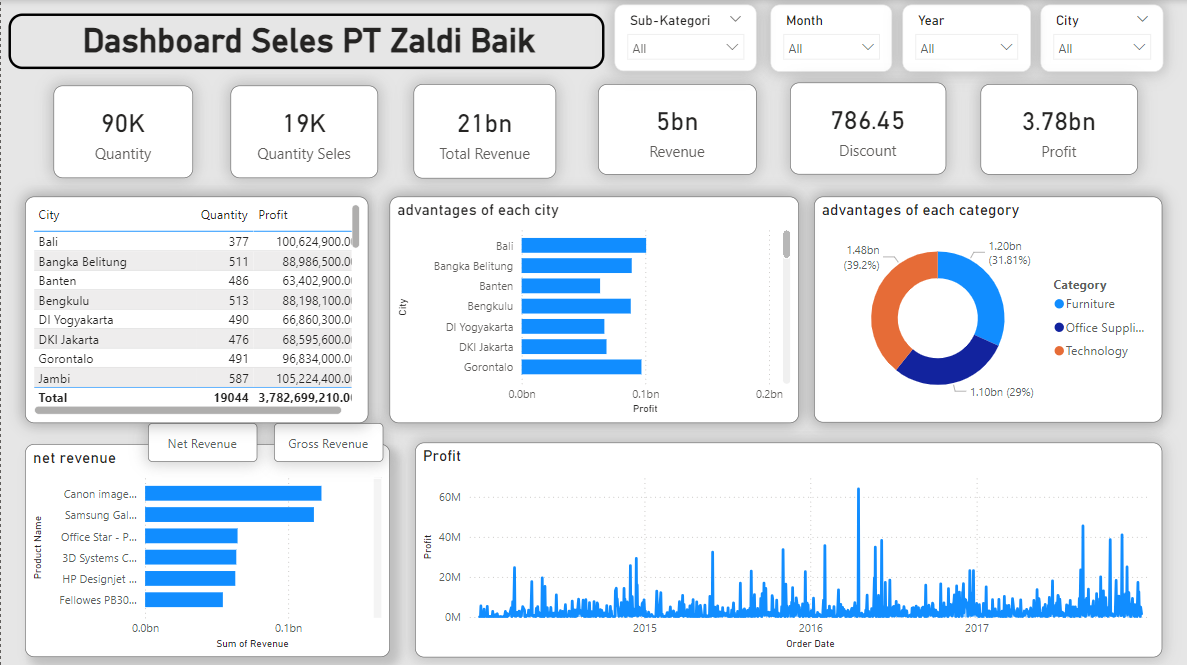 Dashboard Seles PT Zaldi Baik
Sub-Kategori
All
Month
All
Year
All
City
All
90K
Quantity
19K
Quantity Seles
21bn
Total Revenue
5bn
Revenue
786.45
Discount
3.78bn
Profit
City Quantity Profit
Bali 377 100,624,900.0
Bangka Belitung 511 88,986,500.0
Banten 486 63,402,900.0
Bengkulu 513 88,198,100.0
DI Yogyakarta 490 66,860,300.0
DKI Jakarta 476 68,595,600.0
Gorontalo 491 96,834,000.0
Jambi 587 105,224,400.0
Total 19044 3,782,699,210.0
advantages of each city
City
Bali
Bangka Belitung
Banten
Bengkulu
DI Yogyakarta
DKI Jakarta
Gorontalo
0.0bn 0.1bn 0.2bn
Profit
advantages of each category
1.48bn
(39.2%)
1.20bn
(31.81%)
1.10bn (29%)
Category
Furniture
Office Suppli...
Technology
Net Revenue
Gross Revenue
net revenue
Product Name
Canon image...
Samsung Gal...
Office Star - P...
3D Systems C...
HP Designjet ...
Fellowes PB30...
0.0bn 0.1bn
Sum of Revenue
Profit
Profit
60M
40M
20M
0M
2015 2016 2017
Order Date